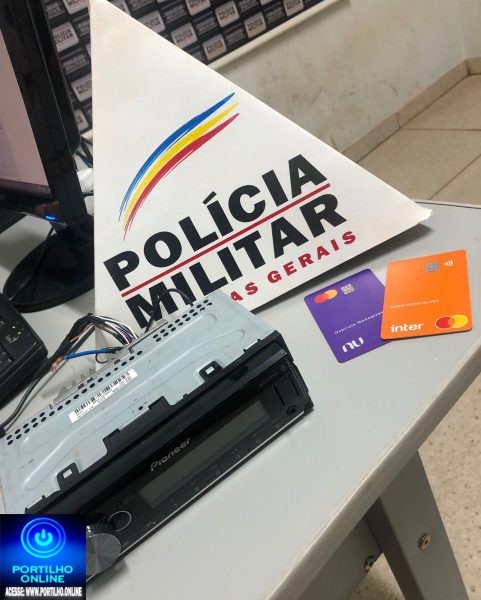 POLÍCIA
MILITAR
AS GERAIS
nu
inter
Pioneer
PORTILHO
ONLINE
ACESSE: WWW.PORTILHO.ONLINE